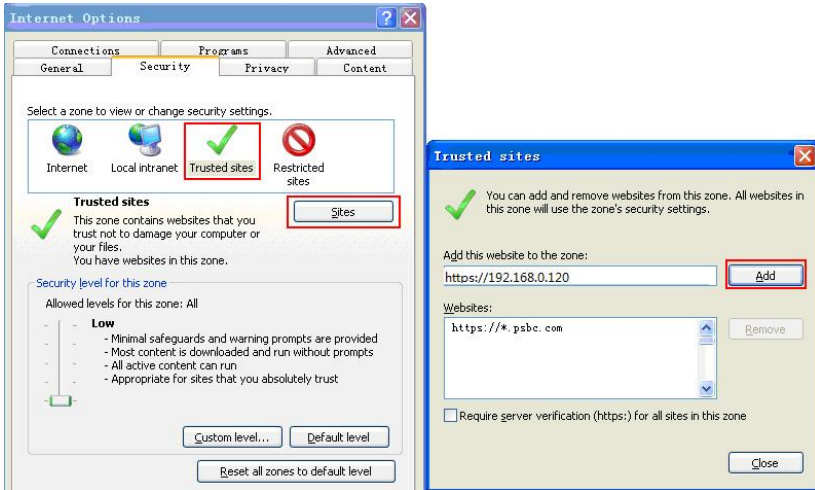 Internet Options
Connections Programs Advanced
General Security Privacy Content
Select a zone to view or change security settings.
Internet Local intranet Trusted sites Restricted
sites
Trusted sites
Sites
This zone contains websites that you
trust not to damage your computer or
your files.
You have websites in this zone.
Security level for this zone
Allowed levels for this zone: All
Low
- Minimal safeguards and warning prompts are provided
- Most content is downloaded and run without prompts
- All active content can run
- Appropriate for sites that you absolutely trust
Custom level... Default level
Reset all zones to default level
Trusted sites
You can add and remove websites from this zone. All websites in
this zone will use the zone's security settings.
Add this website to the zone:
https://192.168.0.120 Add
Websites:
https://*.psbc.com Remove
Require server verification (https:) for all sites in this zone
Close